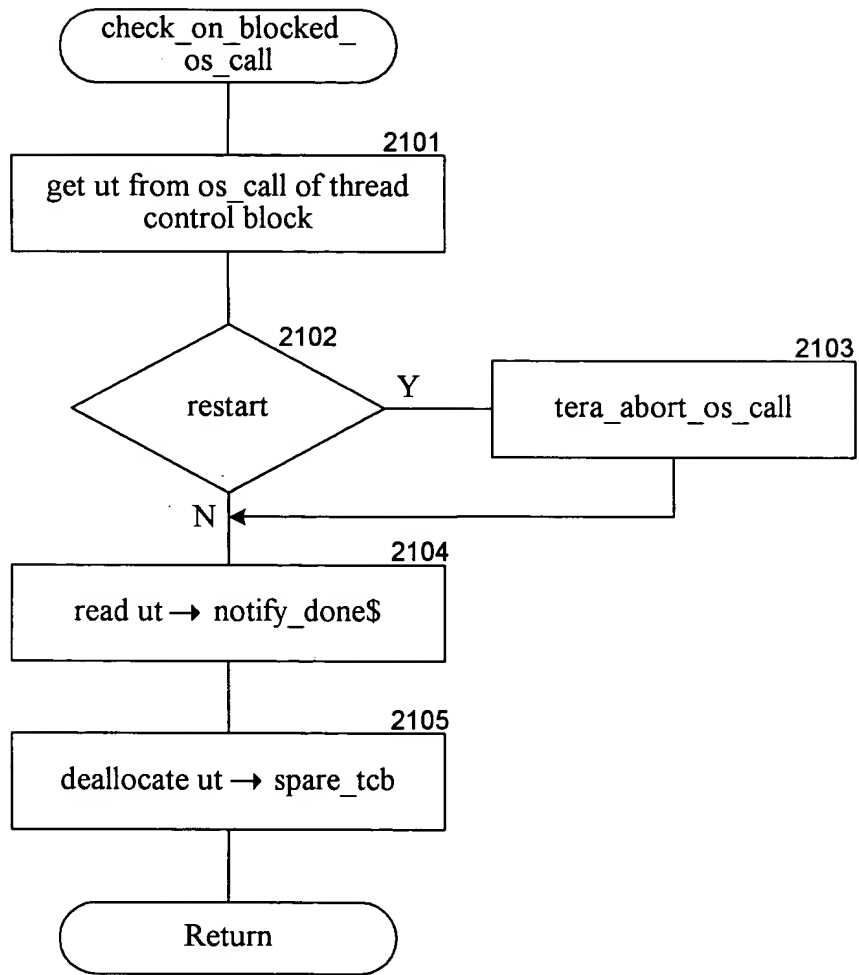 check_on_blocked_
os_call
2101
get ut from os_call of thread
control block
2102
restart
Y
2103
tera_abort_os_call
N
2104
read ut → notify_done$
2105
deallocate ut → spare_tcb
Return